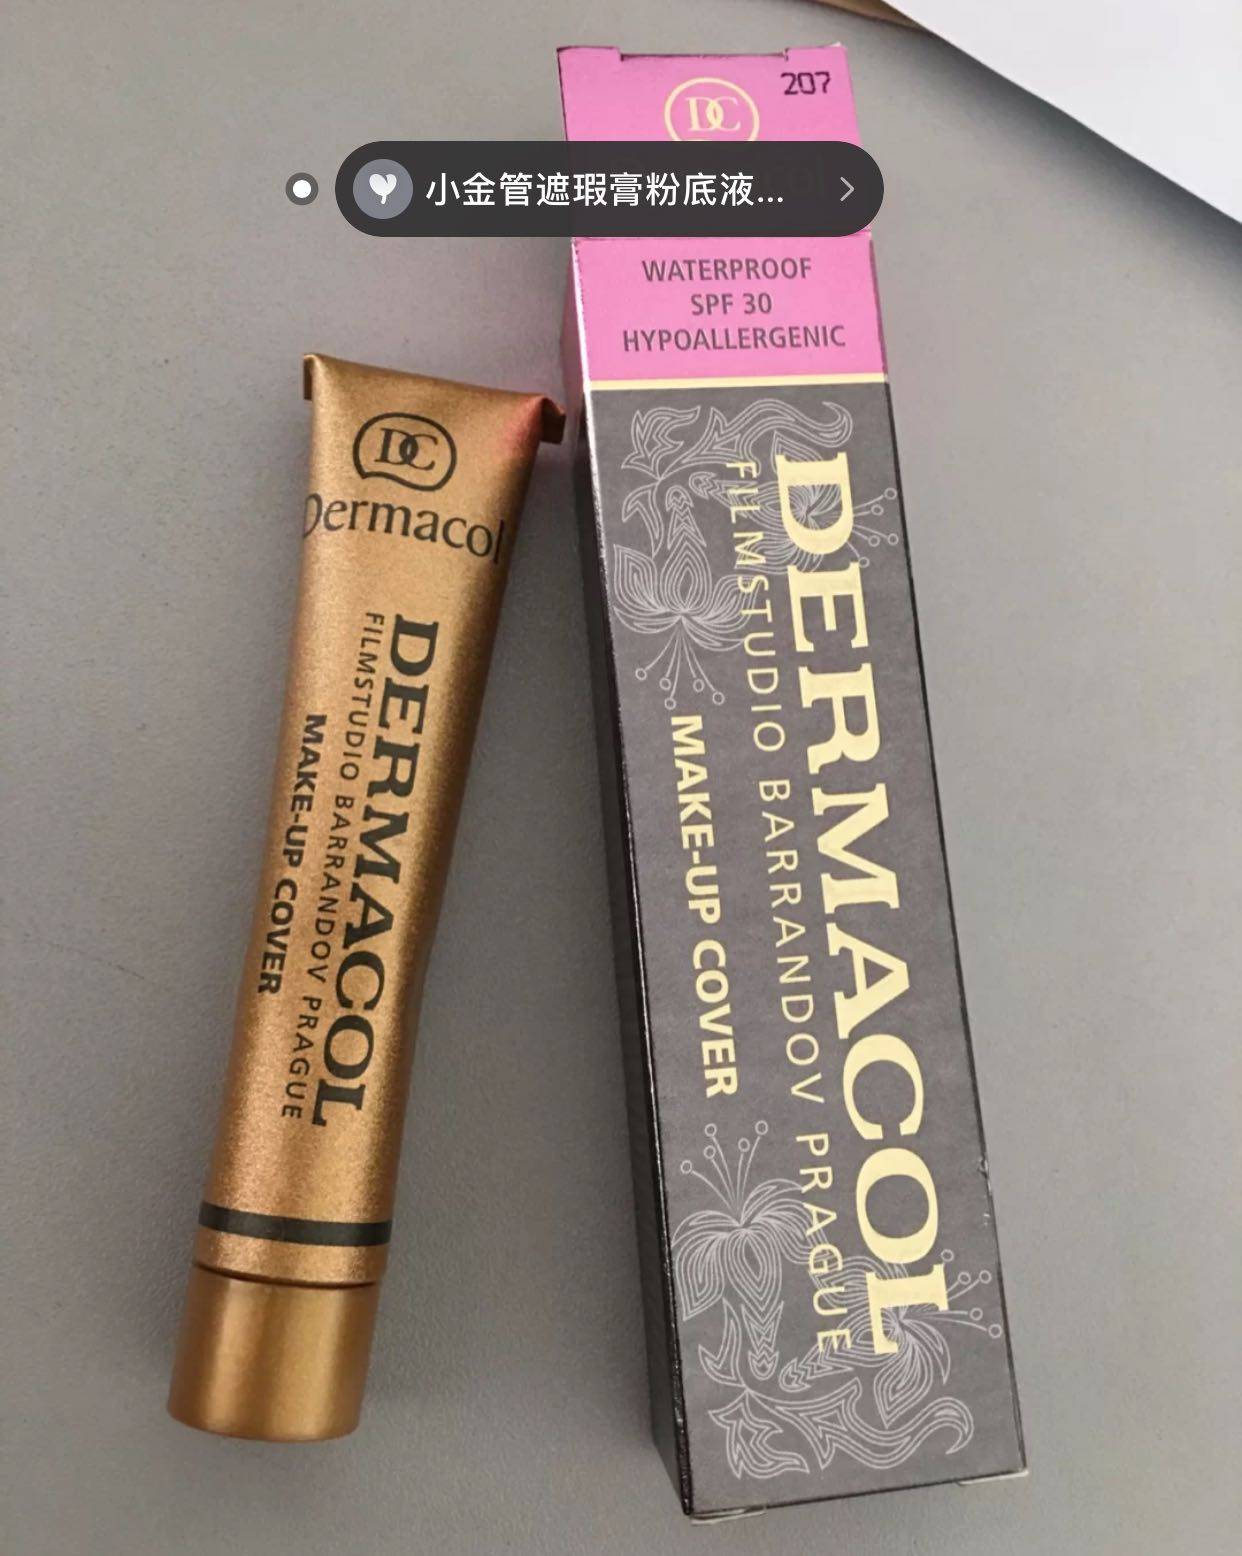 207
DC
小金管遮瑕膏粉底液...
WATERPROOF
SPF 30
HYPOALLERGENIC
DERMACOL
FILMSTUDIO BARRANDOV PRAGUE
MAKE-UP COVER
DC
Dermacol
DERMACOL
FILMSTUDIO BARRANDOV PRAGUE
MAKE-UP COVER